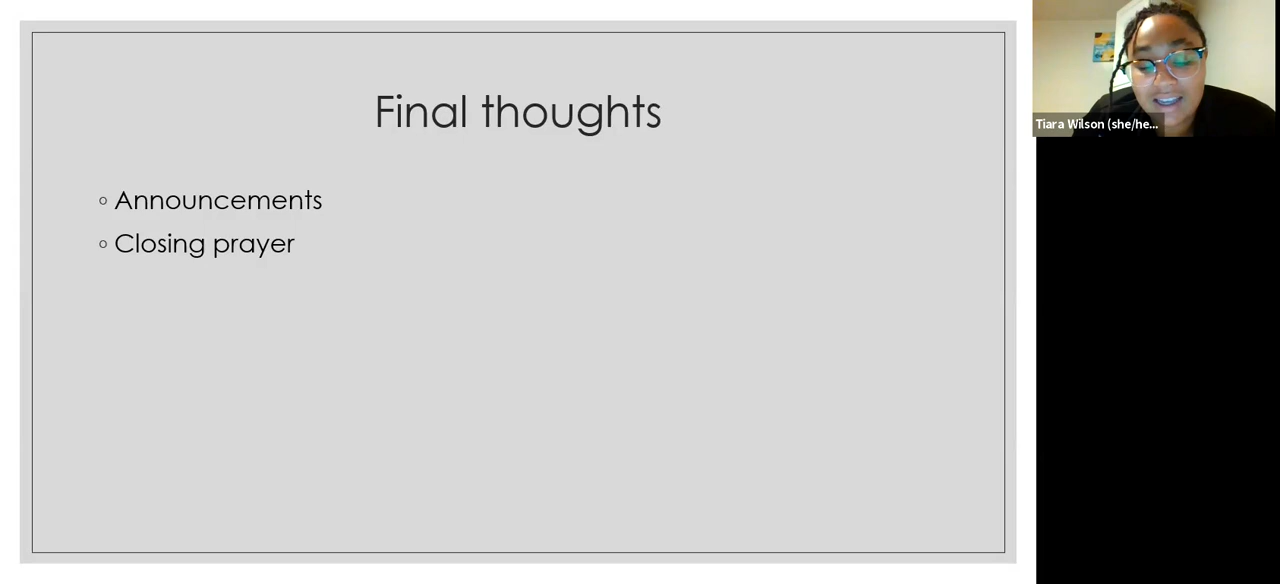 Final thoughts
Announcements
Closing prayer
Tiara Wilson (she/he...